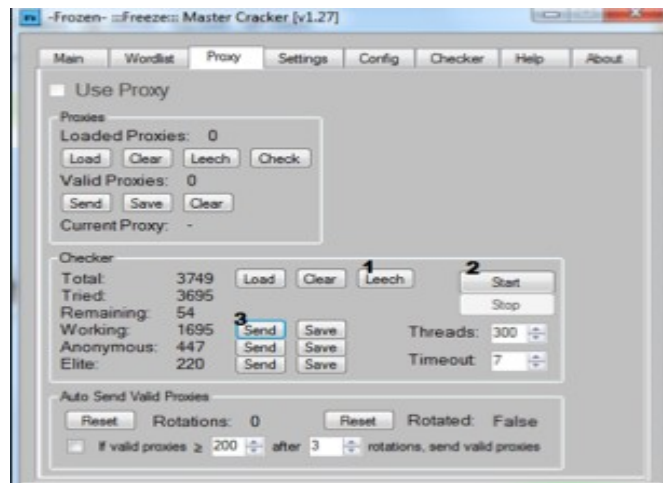 -Frozen- :::Freeze::: Master Cracker [v1.27]
Main Wordlist Proxy Settings Config Checker Help About
Use Proxy
Proxies
Loaded Proxies: 0
Load Clear Leech Check
Valid Proxies: 0
Send Save Clear
Current Proxy: -
Checker
1 2
Total: 3749 Load Clear Leech Start
Tried: 3695
Remaining: 54 Stop
3
Working: 1695 Send Save Threads: 300
Anonymous: 447 Send Save
Elite: 220 Send Save Timeout: 7
Auto Send Valid Proxies
Reset Rotations: 0 Reset Rotated: False
If valid proxies ≥ 200 after 3 rotations, send valid proxies